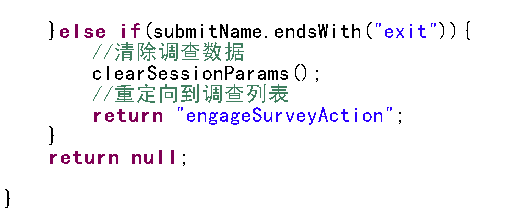 }else if(submitName.endsWith("exit")){
//清除调查数据
clearSessionParams();
//重定向到调查列表
return "engageSurveyAction";
}
return null;
}